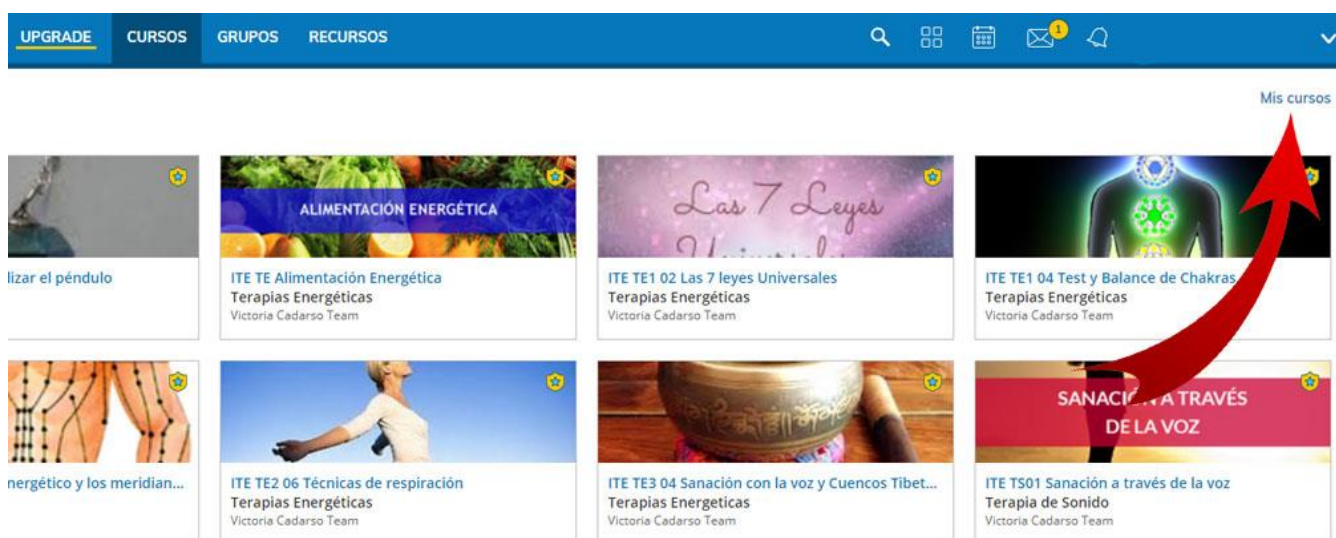 UPGRADE CURSOS GRUPOS RECURSOS
1
Mis cursos
ALIMENTACIÓN ENERGÉTICA
Las 7 Leyes
Universales
lizar el péndulo
ITE TE Alimentación Energética
Terapias Energéticas
Victoria Cadarso Team
ITE TE1 02 Las 7 leyes Universales
Terapias Energéticas
Victoria Cadarso Team
ITE TE1 04 Test y Balance de Chakras
Terapias Energéticas
Victoria Cadarso Team
SANACIÓN A TRAVÉS
DE LA VOZ
nergético y los meridian...
ITE TE2 06 Técnicas de respiración
Terapias Energéticas
Victoria Cadarso Team
ITE TE3 04 Sanación con la voz y Cuencos Tibet...
Terapias Energeticas
Victoria Cadarso Team
ITE TS01 Sanación a través de la voz
Terapia de Sonido
Victoria Cadarso Team